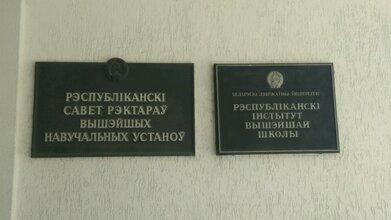 РЭСПУБЛІКАНСКІ
САВЕТ РЭКТАРАЎ
ВЫШЭЙШЫХ
НАВУЧАЛЬНЫХ УСТАНОЎ
БЕЛАРУСКІ ДЗЯРЖАЎНЫ ЎНІВЕРСІТЭТ
РЭСПУБЛІКАНСКІ
ІНСТЫТУТ
ВЫШЭЙШАЙ
ШКОЛЫ